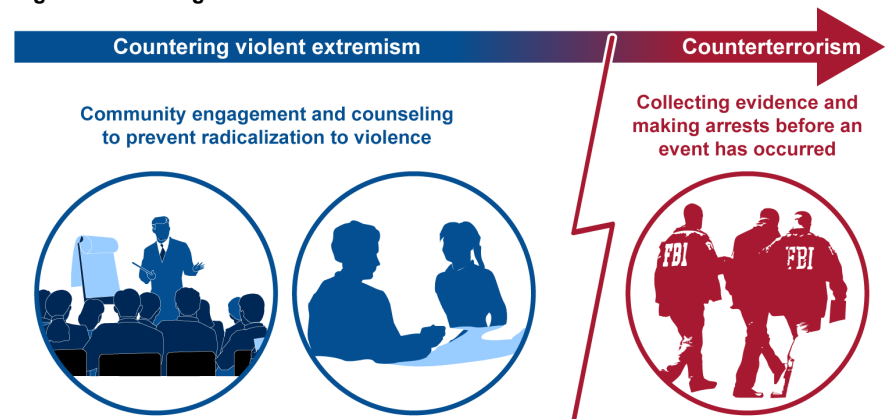 Countering violent extremism
Counterterrorism
Community engagement and counseling
to prevent radicalization to violence
Collecting evidence and
making arrests before an
event has occurred
FBI
FBI